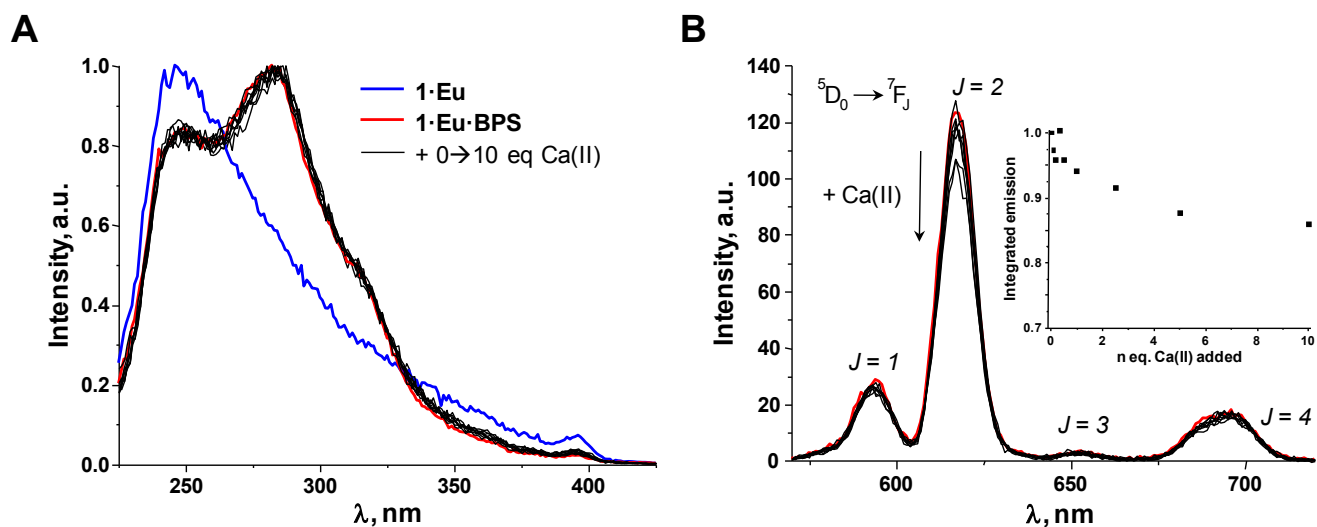 A
Intensity, a.u.
1.0
0.8
0.6
0.4
0.2
0.0
250
300
350
400
λ, nm
1·Eu
1·Eu·BPS
+ 0→10 eq Ca(II)
B
Intensity, a.u.
140
120
100
80
60
40
20
0
600
650
700
λ, nm
⁵D₀→⁷F_J
+ Ca(II)
J = 1
J = 2
J = 3
J = 4
Integrated emission
1.0
0.9
0.8
0.7
0
2
4
6
8
10
n eq. Ca(II) added